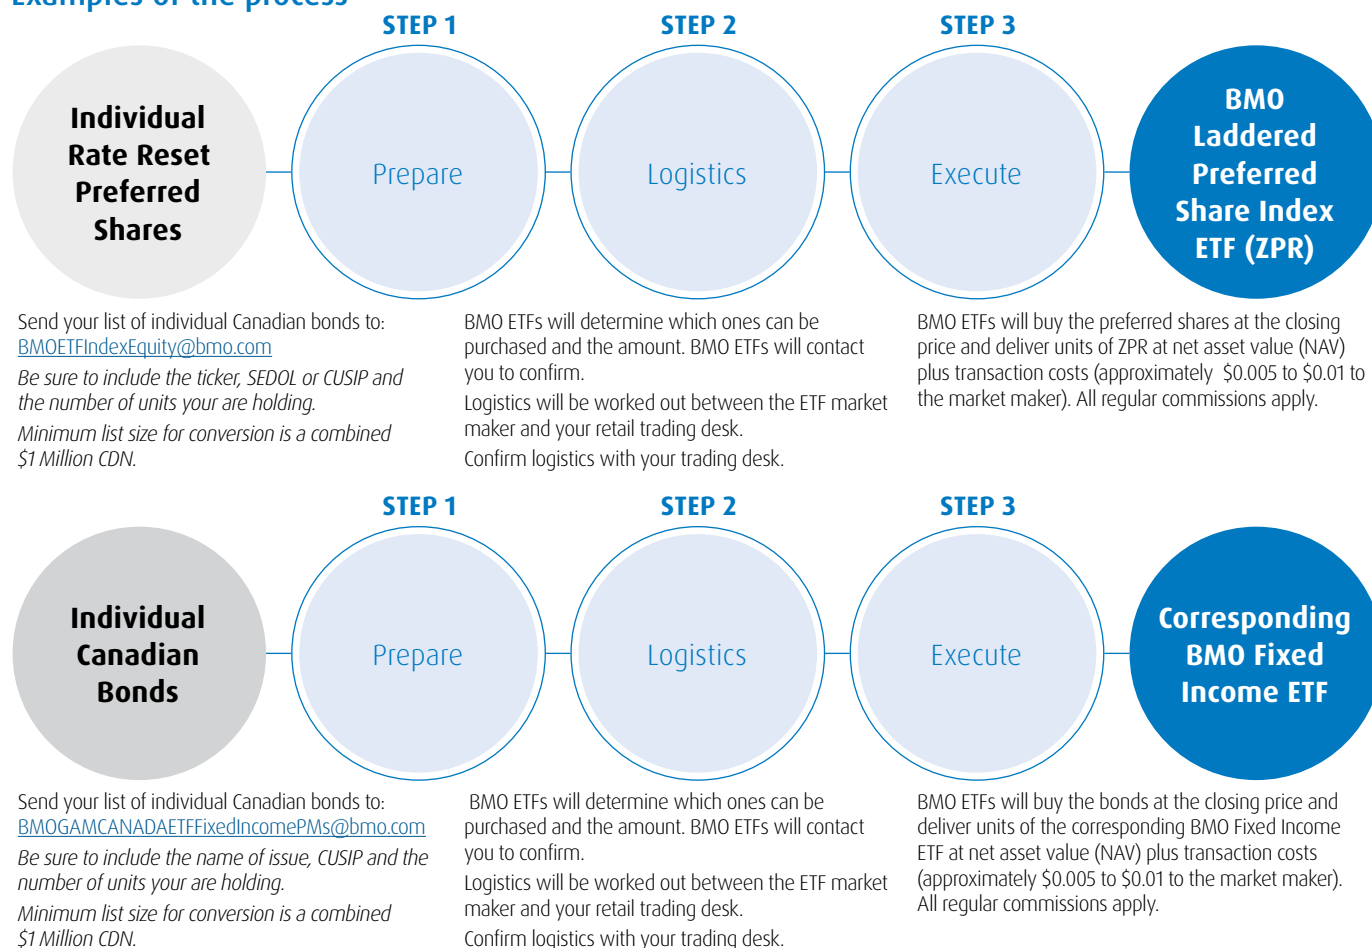 Examples of the process
STEP 1
STEP 2
STEP 3
Individual
Rate Reset
Preferred
Shares
Prepare
Logistics
Execute
BMO
Laddered
Preferred
Share Index
ETF (ZPR)
Send your list of individual Canadian bonds to:
BMOETFIndexEquity@bmo.com
Be sure to include the ticker, SEDOL or CUSIP and
the number of units your are holding.
Minimum list size for conversion is a combined
$1 Million CDN.
BMO ETFs will determine which ones can be
purchased and the amount. BMO ETFs will contact
you to confirm.
Logistics will be worked out between the ETF market
maker and your retail trading desk.
Confirm logistics with your trading desk.
BMO ETFs will buy the preferred shares at the closing
price and deliver units of ZPR at net asset value (NAV)
plus transaction costs (approximately $0.005 to $0.01 to
the market maker). All regular commissions apply.
STEP 1
STEP 2
STEP 3
Individual
Canadian
Bonds
Prepare
Logistics
Execute
Corresponding
BMO Fixed
Income ETF
Send your list of individual Canadian bonds to:
BMOGAMCANADAETFFixedIncomePMs@bmo.com
Be sure to include the name of issue, CUSIP and the
number of units your are holding.
Minimum list size for conversion is a combined
$1 Million CDN.
BMO ETFs will determine which ones can be
purchased and the amount. BMO ETFs will contact
you to confirm.
Logistics will be worked out between the ETF market
maker and your retail trading desk.
Confirm logistics with your trading desk.
BMO ETFs will buy the bonds at the closing price and
deliver units of the corresponding BMO Fixed Income
ETF at net asset value (NAV) plus transaction costs
(approximately $0.005 to $0.01 to the market maker).
All regular commissions apply.